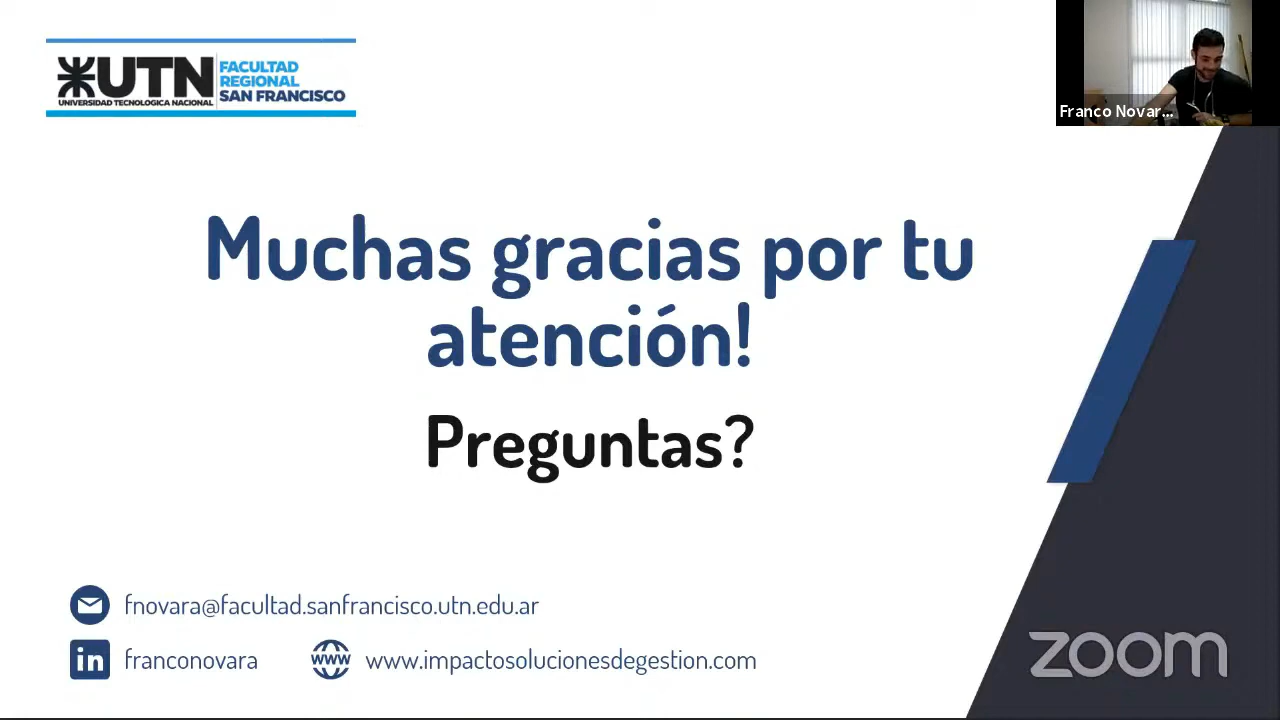 UTN
UNIVERSIDAD TECNOLOGICA NACIONAL
FACULTAD
REGIONAL
SAN FRANCISCO
Franco Novar...
Muchas gracias por tu
atención!
Preguntas?
fnovara@facultad.sanfrancisco.utn.edu.ar
in franconovara
www www.impactosolucionesdegestion.com
zoom